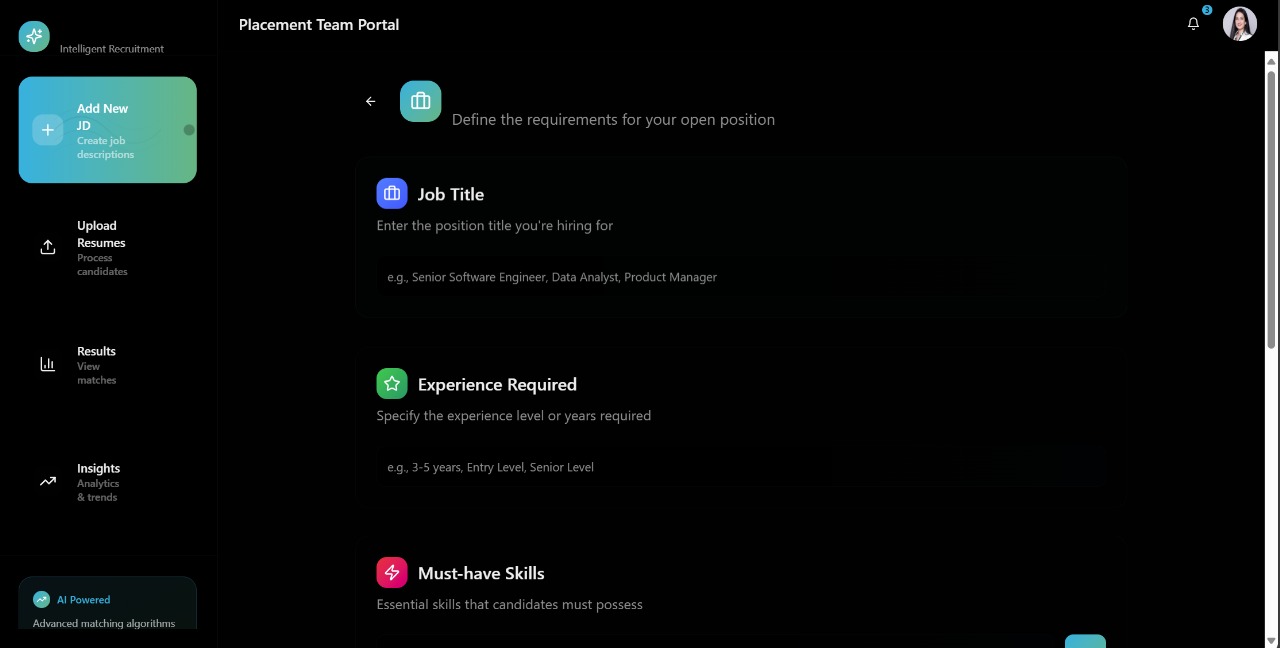 Placement Team Portal
3
Intelligent Recruitment
Add New
JD
Create job
descriptions
Upload
Resumes
Process
candidates
Results
View
matches
Insights
Analytics
& trends
AI Powered
Advanced matching algorithms
Define the requirements for your open position
Job Title
Enter the position title you're hiring for
e.g., Senior Software Engineer, Data Analyst, Product Manager
Experience Required
Specify the experience level or years required
e.g., 3-5 years, Entry Level, Senior Level
Must-have Skills
Essential skills that candidates must possess